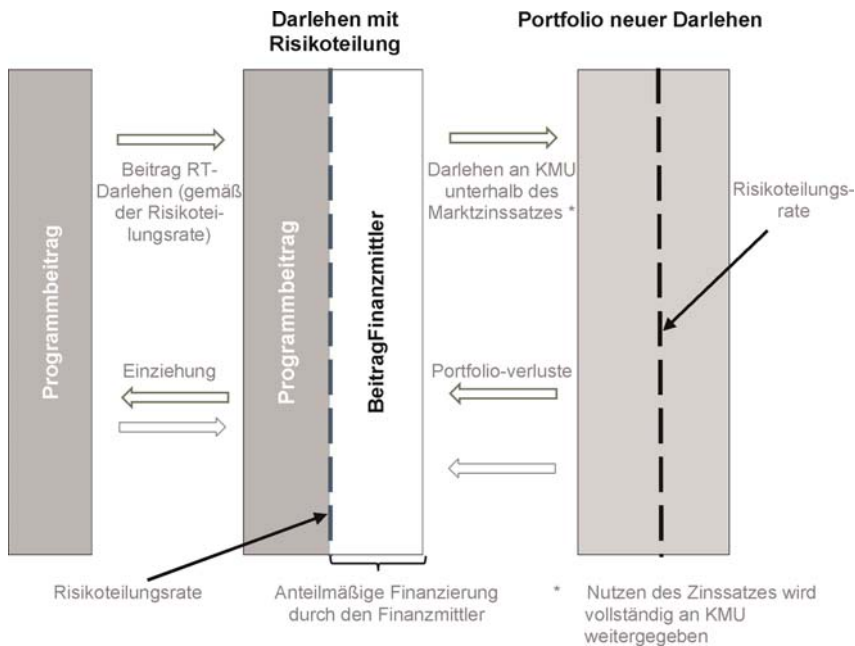 Darlehen mit
Risikoteilung
Portfolio neuer Darlehen
Programmbeitrag
Beitrag RT-
Darlehen (gemäß
der Risikotei-
lungsrate)
Einziehung
Programmbeitrag
BeitragFinanzmittler
Darlehen an KMU
unterhalb des
Marktzinssatzes *
Portfolio-verluste
Risikoteilungs-
rate
Risikoteilungsrate
Anteilmäßige Finanzierung
durch den Finanzmittler
* Nutzen des Zinssatzes wird
vollständig an KMU
weitergegeben